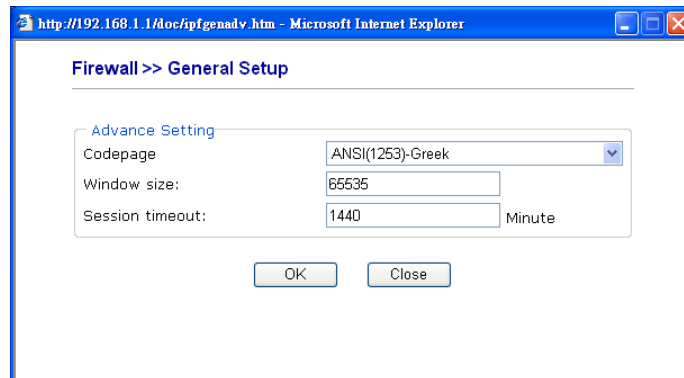 http://192.168.1.1/doc/ipfgenadv.htm - Microsoft Internet Explorer
Firewall >> General Setup
Advance Setting
Codepage ANSI(1253)-Greek
Window size: 65535
Session timeout: 1440 Minute
OK Close